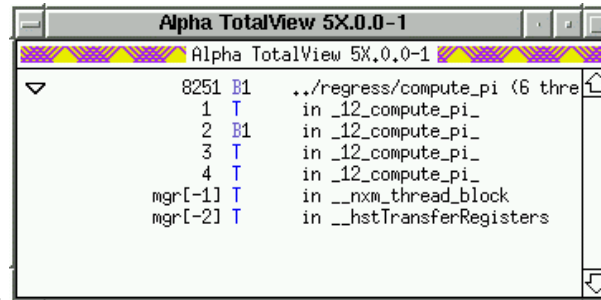 Alpha TotalView 5X.0.0-1
Alpha TotalView 5X.0.0-1
8251 B1 ../regress/compute_pi (6 thre
1 T in _12_compute_pi_
2 B1 in _12_compute_pi_
3 T in _12_compute_pi_
4 T in _12_compute_pi_
mgr[-1] T in __nxm_thread_block
mgr[-2] T in __hstTransferRegisters